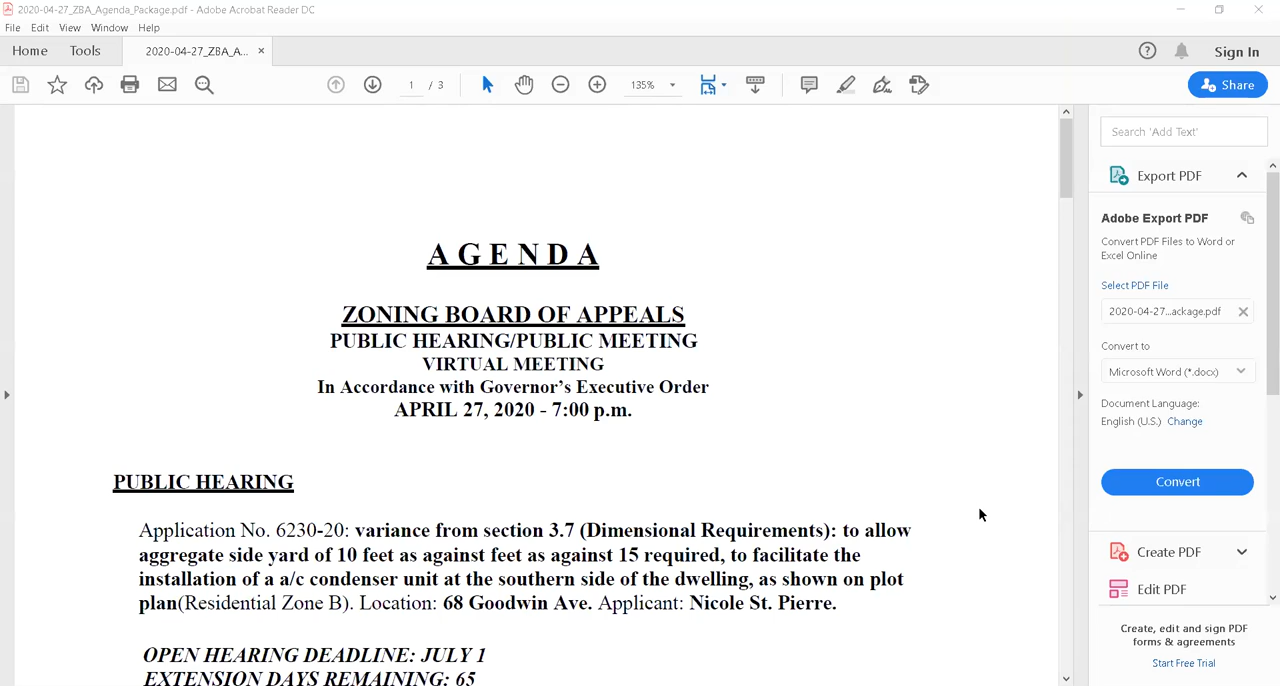 2020-04-27_ZBA_Agenda_Package.pdf - Adobe Acrobat Reader DC
File Edit View Window Help
Home Tools 2020-04-27_ZBA_A... × Sign In
1 / 3 135% Share
Search 'Add Text'
Export PDF
Adobe Export PDF
Convert PDF Files to Word or
Excel Online
Select PDF File
2020-04-27...ackage.pdf
Convert to
Microsoft Word (*.docx)
Document Language:
English (U.S.) Change
Convert
Create PDF
Edit PDF
Create, edit and sign PDF
forms & agreements
Start Free Trial
A G E N D A
ZONING BOARD OF APPEALS
PUBLIC HEARING/PUBLIC MEETING
VIRTUAL MEETING
In Accordance with Governor's Executive Order
APRIL 27, 2020 - 7:00 p.m.
PUBLIC HEARING
Application No. 6230-20: variance from section 3.7 (Dimensional Requirements): to allow
aggregate side yard of 10 feet as against feet as against 15 required, to facilitate the
installation of a a/c condenser unit at the southern side of the dwelling, as shown on plot
plan(Residential Zone B). Location: 68 Goodwin Ave. Applicant: Nicole St. Pierre.
OPEN HEARING DEADLINE: JULY 1
EXTENSION DAYS REMAINING: 65